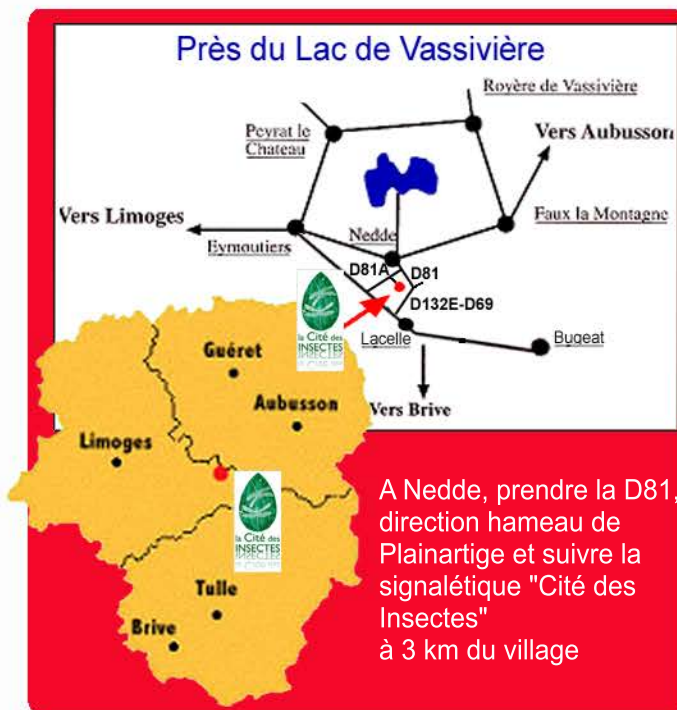 Près du Lac de Vassivière
Royère de Vassivière
Peyrat le
Chateau
Vers Aubusson
Vers Limoges
Faux la Montagne
Eymoutiers
Nedde
D81A
D81
D132E-D69
la Cité des
INSECTES
Lacelle
Bugeat
Vers Brive
Guéret
Aubusson
Limoges
la Cité des
INSECTES
Tulle
Brive
A Nedde, prendre la D81,
direction hameau de
Plainartige et suivre la
signalétique "Cité des
Insectes"
à 3 km du village